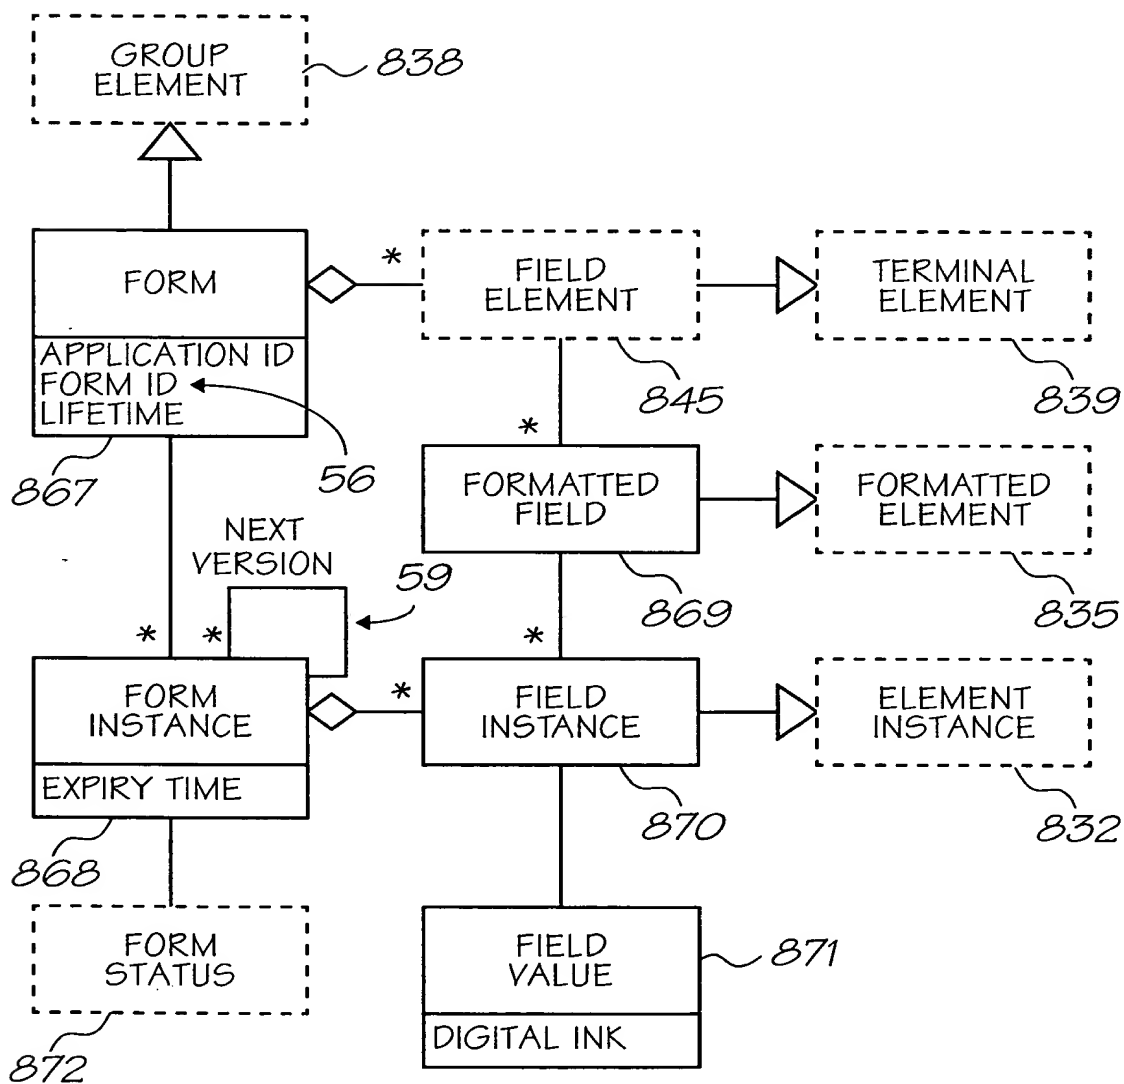 GROUP
ELEMENT
838
FORM
*
FIELD
ELEMENT
TERMINAL
ELEMENT
APPLICATION ID
FORM ID
LIFETIME
845
839
*
867
56
FORMATTED
FIELD
FORMATTED
ELEMENT
NEXT
VERSION
59
869
835
*
*
*
FORM
INSTANCE
*
FIELD
INSTANCE
ELEMENT
INSTANCE
EXPIRY TIME
870
832
868
FORM
STATUS
FIELD
VALUE
871
DIGITAL INK
872